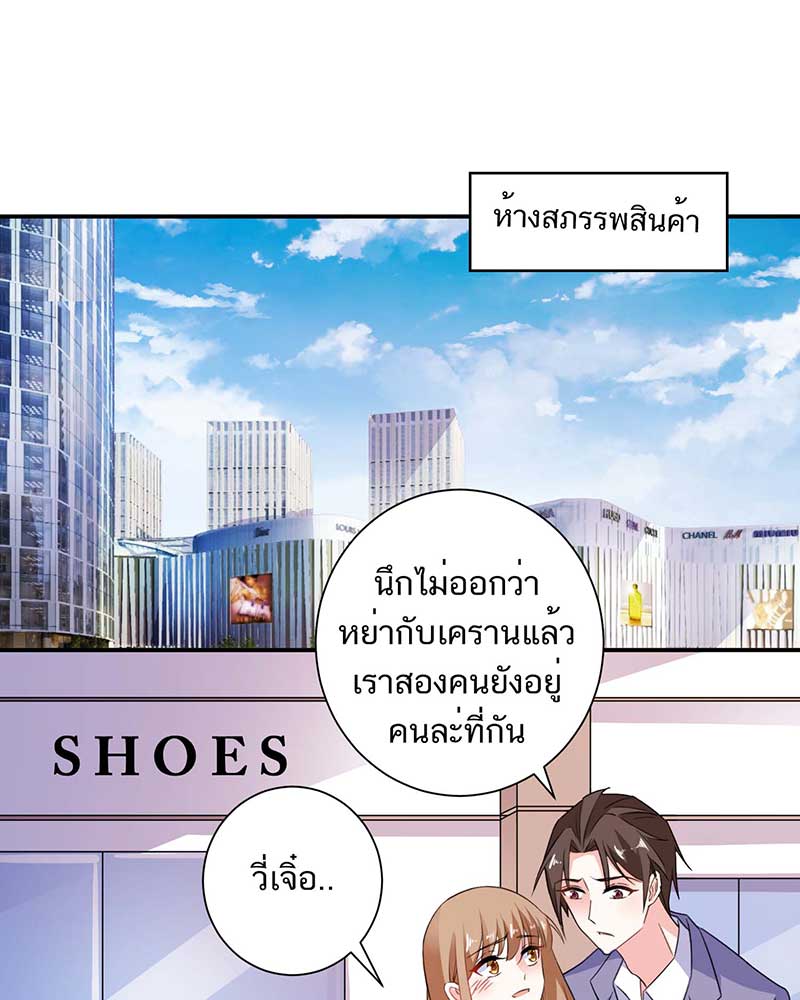 ห้างสภรรพสินค้า
CHANEL
นึกไม่ออกว่า
หย่ากับเครานแล้ว
เราสองคนยังอยู่
คนละที่กัน
SHOES
วี่เจิ๋อ..